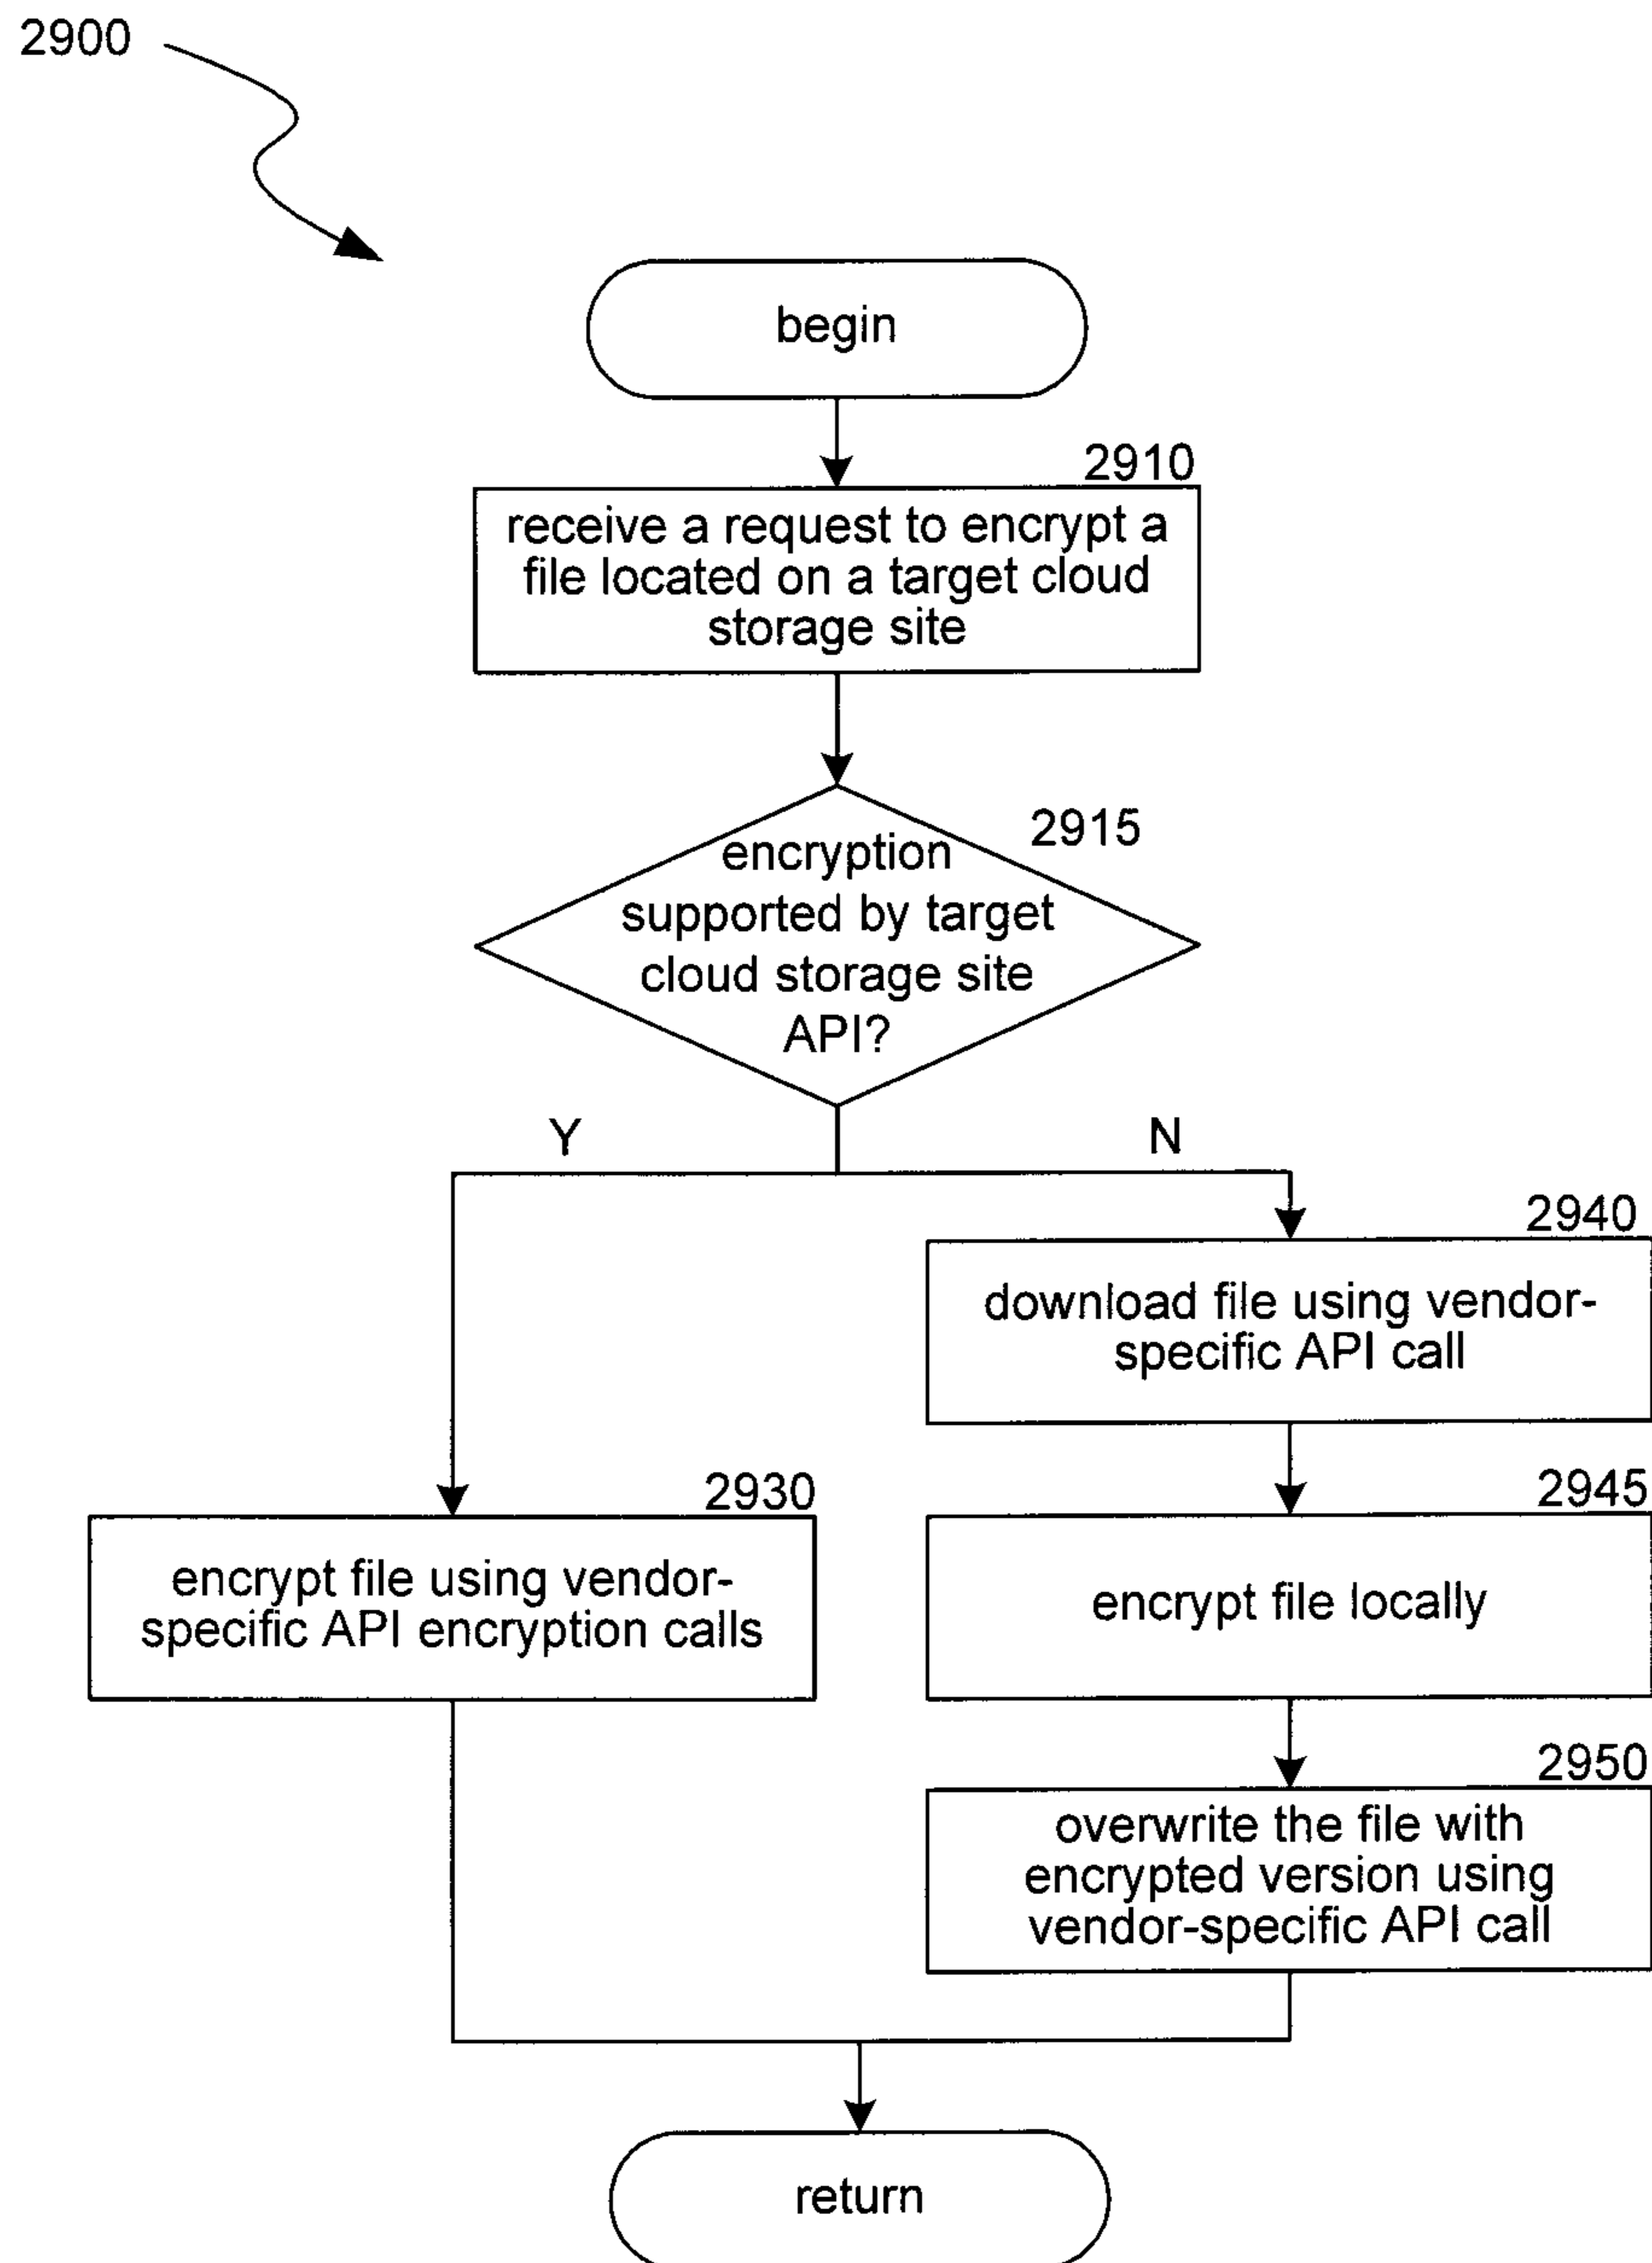 2900
begin
2910
receive a request to encrypt a
file located on a target cloud
storage site
2915
encryption
supported by target
cloud storage site
API?
Y
N
2940
download file using vendor-
specific API call
2930
encrypt file using vendor-
specific API encryption calls
2945
encrypt file locally
2950
overwrite the file with
encrypted version using
vendor-specific API call
return